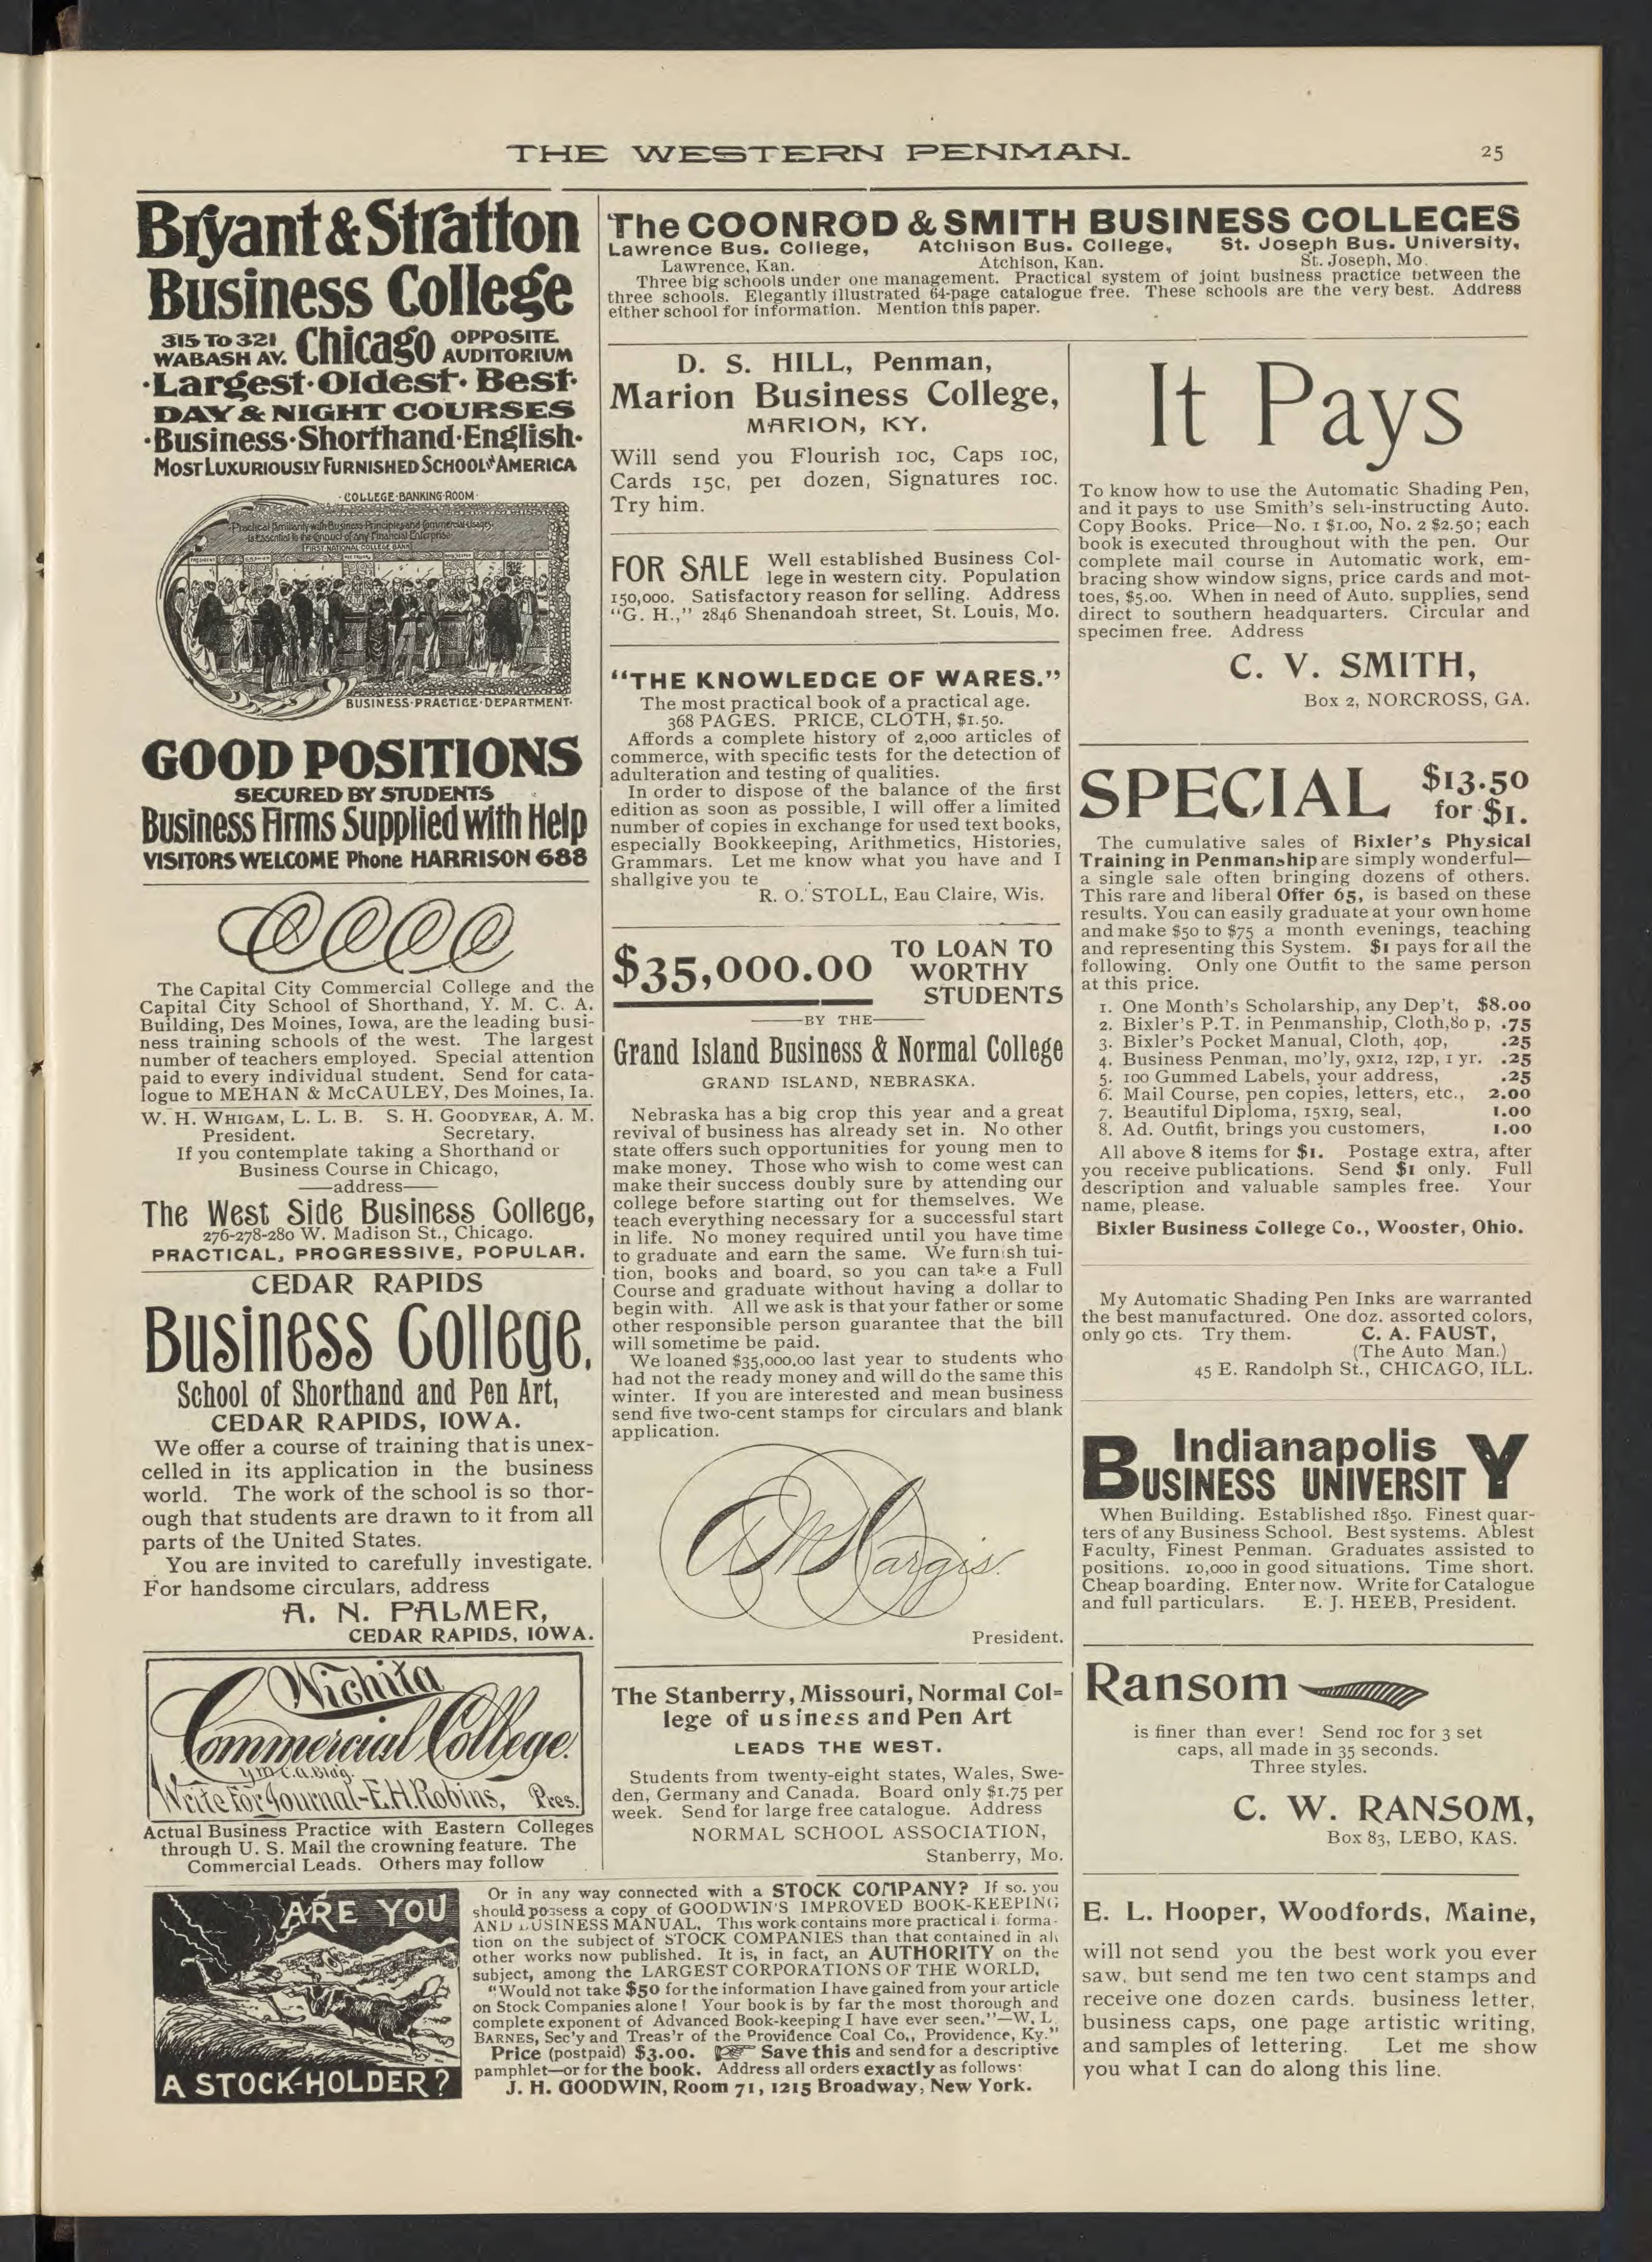 THE WESTERN PENMAN.
25
Bryant & Stratton
Business College
315 TO 321
WABASH AV.
Chicago
OPPOSITE
AUDITORIUM
·Largest·Oldest·Best·
DAY & NIGHT COURSES
·Business·Shorthand·English·
MOST LUXURIOUSLY FURNISHED SCHOOL IN AMERICA
·COLLEGE·BANKING·ROOM·
·Practical familiarity with Business Principles and Commercial Usages,
is Essential to the Conduct of any Financial Enterprise·
FIRST NATIONAL COLLEGE BANK
BUSINESS·PRACTICE·DEPARTMENT·
GOOD POSITIONS
SECURED BY STUDENTS
Business Firms Supplied with Help
VISITORS WELCOME Phone HARRISON 688
CCCC
The Capital City Commercial College and the
Capital City School of Shorthand, Y. M. C. A.
Building, Des Moines, Iowa, are the leading busi-
ness training schools of the west. The largest
number of teachers employed. Special attention
paid to every individual student. Send for cata-
logue to MEHAN & McCAULEY, Des Moines, Ia.
W. H. WHIGAM, L. L. B. S. H. GOODYEAR, A. M.
President. Secretary.
If you contemplate taking a Shorthand or
Business Course in Chicago,
—address—
The West Side Business College,
276-278-280 W. Madison St., Chicago.
PRACTICAL, PROGRESSIVE, POPULAR.
CEDAR RAPIDS
Business College,
School of Shorthand and Pen Art,
CEDAR RAPIDS, IOWA.
We offer a course of training that is unex-
celled in its application in the business
world. The work of the school is so thor-
ough that students are drawn to it from all
parts of the United States.
You are invited to carefully investigate.
For handsome circulars, address
A. N. PALMER,
CEDAR RAPIDS, IOWA.
Wichita
Commercial College.
Y.M.C.A. Bldg.
Write For Journal-E.H.Robins, Pres.
Actual Business Practice with Eastern Colleges
through U. S. Mail the crowning feature. The
Commercial Leads. Others may follow
The COONROD & SMITH BUSINESS COLLEGES
Lawrence Bus. College, Atchison Bus. College, St. Joseph Bus. University,
Lawrence, Kan. Atchison, Kan. St. Joseph, Mo.
Three big schools under one management. Practical system of joint business practice between the
three schools. Elegantly illustrated 64-page catalogue free. These schools are the very best. Address
either school for information. Mention this paper.
D. S. HILL, Penman,
Marion Business College,
MARION, KY.
Will send you Flourish 10c, Caps 10c,
Cards 15c, per dozen, Signatures 10c.
Try him.
FOR SALE Well established Business Col-
lege in western city. Population
150,000. Satisfactory reason for selling. Address
"G. H.," 2846 Shenandoah street, St. Louis, Mo.
"THE KNOWLEDGE OF WARES."
The most practical book of a practical age.
368 PAGES. PRICE, CLOTH, $1.50.
Affords a complete history of 2,000 articles of
commerce, with specific tests for the detection of
adulteration and testing of qualities.
In order to dispose of the balance of the first
edition as soon as possible, I will offer a limited
number of copies in exchange for used text books,
especially Bookkeeping, Arithmetics, Histories,
Grammars. Let me know what you have and I
shallgive you te
R. O. STOLL, Eau Claire, Wis.
$35,000.00 TO LOAN TO
WORTHY
STUDENTS
—BY THE—
Grand Island Business & Normal College
GRAND ISLAND, NEBRASKA.
Nebraska has a big crop this year and a great
revival of business has already set in. No other
state offers such opportunities for young men to
make money. Those who wish to come west can
make their success doubly sure by attending our
college before starting out for themselves. We
teach everything necessary for a successful start
in life. No money required until you have time
to graduate and earn the same. We furnish tui-
tion, books and board, so you can take a Full
Course and graduate without having a dollar to
begin with. All we ask is that your father or some
other responsible person guarantee that the bill
will sometime be paid.
We loaned $35,000.00 last year to students who
had not the ready money and will do the same this
winter. If you are interested and mean business
send five two-cent stamps for circulars and blank
application.
A M Hargis.
President.
The Stanberry, Missouri, Normal Col=
lege of usiness and Pen Art
LEADS THE WEST.
Students from twenty-eight states, Wales, Swe-
den, Germany and Canada. Board only $1.75 per
week. Send for large free catalogue. Address
NORMAL SCHOOL ASSOCIATION,
Stanberry, Mo.
It Pays
To know how to use the Automatic Shading Pen,
and it pays to use Smith's self-instructing Auto.
Copy Books. Price—No. 1 $1.00, No. 2 $2.50; each
book is executed throughout with the pen. Our
complete mail course in Automatic work, em-
bracing show window signs, price cards and mot-
toes, $5.00. When in need of Auto. supplies, send
direct to southern headquarters. Circular and
specimen free. Address
C. V. SMITH,
Box 2, NORCROSS, GA.
SPECIAL $13.50
for $1.
The cumulative sales of Bixler's Physical
Training in Penmanship are simply wonderful—
a single sale often bringing dozens of others.
This rare and liberal Offer 65, is based on these
results. You can easily graduate at your own home
and make $50 to $75 a month evenings, teaching
and representing this System. $1 pays for all the
following. Only one Outfit to the same person
at this price.
1. One Month's Scholarship, any Dep't, $8.00
2. Bixler's P.T. in Penmanship, Cloth,80 p, .75
3. Bixler's Pocket Manual, Cloth, 40p, .25
4. Business Penman, mo'ly, 9x12, 12p, 1 yr. .25
5. 100 Gummed Labels, your address, .25
6. Mail Course, pen copies, letters, etc., 2.00
7. Beautiful Diploma, 15x19, seal, 1.00
8. Ad. Outfit, brings you customers, 1.00
All above 8 items for $1. Postage extra, after
you receive publications. Send $1 only. Full
description and valuable samples free. Your
name, please.
Bixler Business College Co., Wooster, Ohio.
My Automatic Shading Pen Inks are warranted
the best manufactured. One doz. assorted colors,
only 90 cts. Try them. C. A. FAUST,
(The Auto Man.)
45 E. Randolph St., CHICAGO, ILL.
Indianapolis
BUSINESS UNIVERSITY
When Building. Established 1850. Finest quar-
ters of any Business School. Best systems. Ablest
Faculty, Finest Penman. Graduates assisted to
positions. 10,000 in good situations. Time short.
Cheap boarding. Enter now. Write for Catalogue
and full particulars. E. J. HEEB, President.
Ransom
is finer than ever! Send 10c for 3 set
caps, all made in 35 seconds.
Three styles.
C. W. RANSOM,
Box 83, LEBO, KAS.
E. L. Hooper, Woodfords, Maine,
will not send you the best work you ever
saw, but send me ten two cent stamps and
receive one dozen cards, business letter,
business caps, one page artistic writing,
and samples of lettering. Let me show
you what I can do along this line.
ARE YOU
A STOCK-HOLDER?
Or in any way connected with a STOCK COMPANY? If so, you
should possess a copy of GOODWIN'S IMPROVED BOOK-KEEPING
AND BUSINESS MANUAL. This work contains more practical i forma-
tion on the subject of STOCK COMPANIES than that contained in all
other works now published. It is, in fact, an AUTHORITY on the
subject, among the LARGEST CORPORATIONS OF THE WORLD.
"Would not take $50 for the information I have gained from your article
on Stock Companies alone! Your book is by far the most thorough and
complete exponent of Advanced Book-keeping I have ever seen."—W. L.
BARNES, Sec'y and Treas'r of the Providence Coal Co., Providence, Ky."
Price (postpaid) $3.00. ☞ Save this and send for a descriptive
pamphlet—or for the book. Address all orders exactly as follows:
J. H. GOODWIN, Room 71, 1215 Broadway, New York.